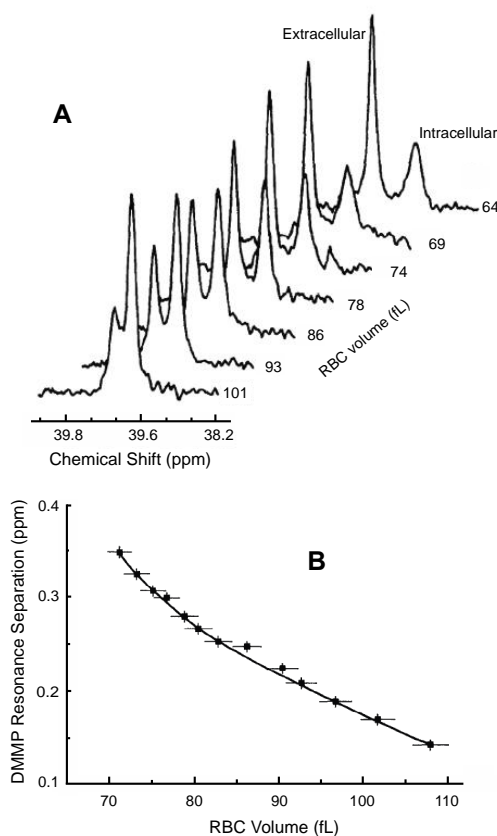 Extracellular
A
Intracellular
64
69
74
78
86
93
101
RBC volume (fL)
39.8 39.6 38.2
Chemical Shift (ppm)
0.4
B
0.3
0.2
0.1
DMMP Resonance Separation (ppm)
70 80 90 100 110
RBC Volume (fL)